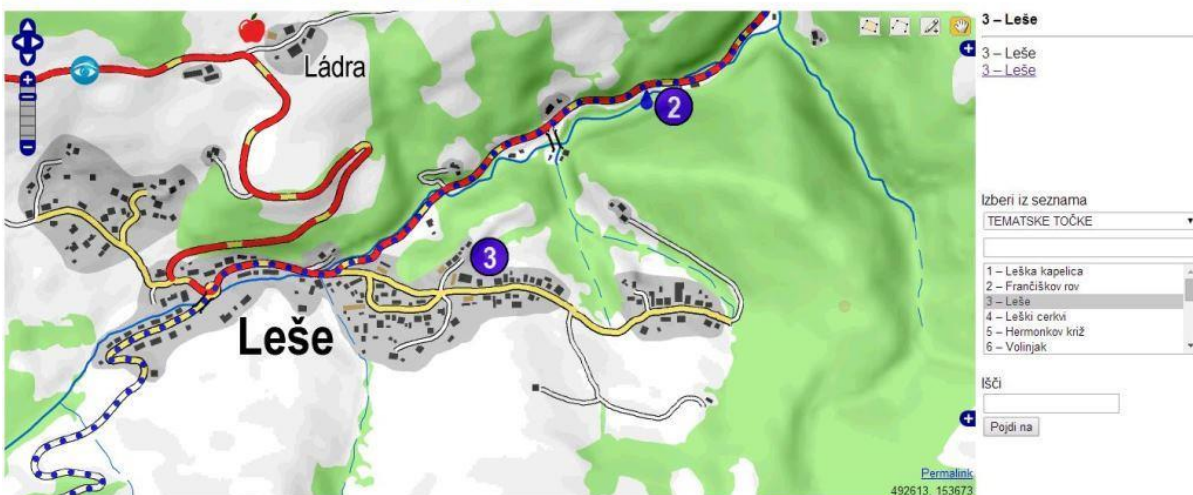 Ládra
2
3
Leše
Permalink
492613, 153673
3 – Leše
3 – Leše
3 – Leše
Izberi iz seznama
TEMATSKE TOČKE
1 – Leška kapelica
2 – Frančiškov rov
3 – Leše
4 – Leški cerkvi
5 – Hermonkov križ
6 – Volinjak
Išči
Pojdi na